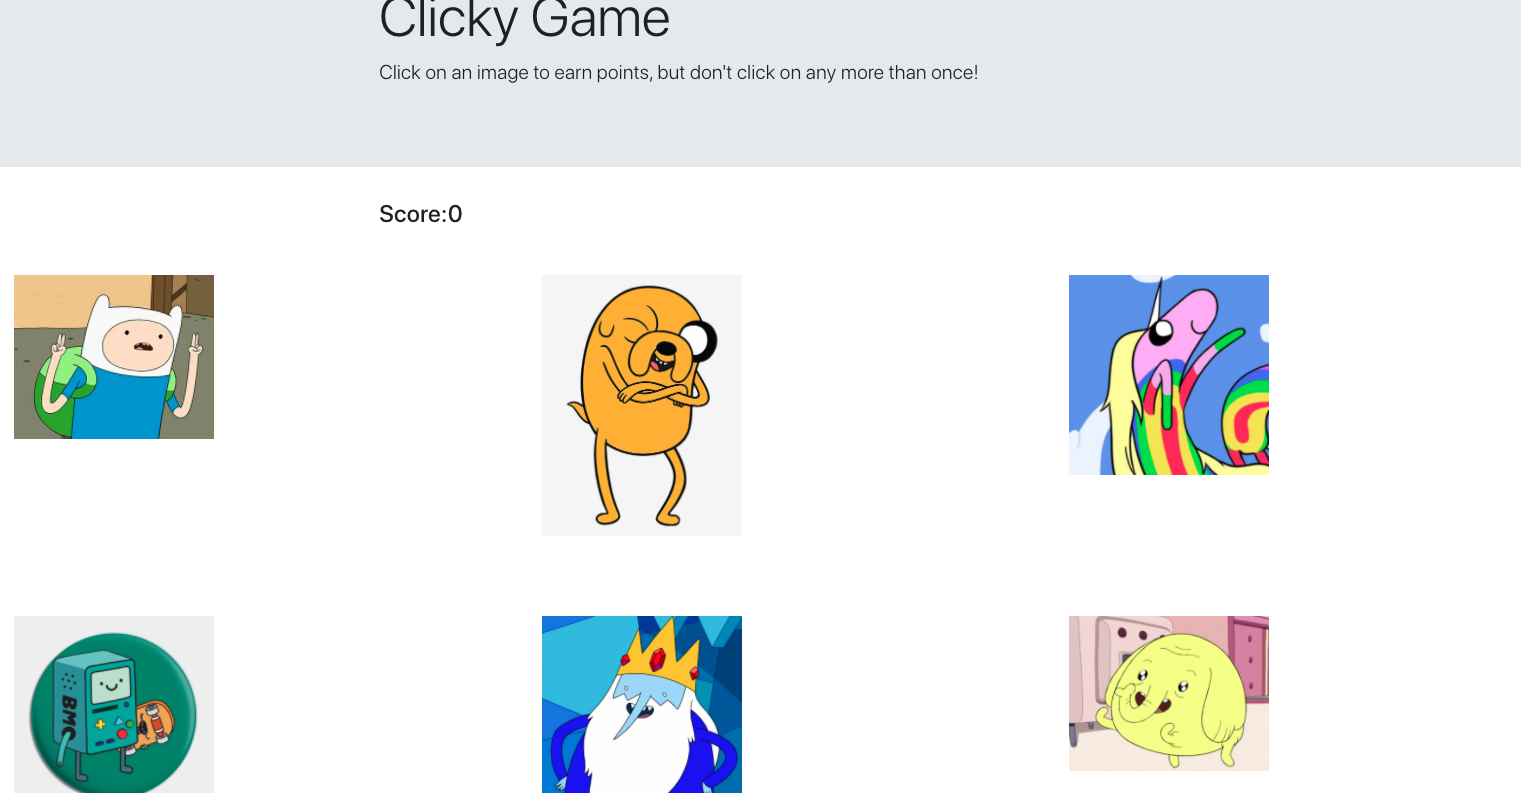 Clicky Game
Click on an image to earn points, but don't click on any more than once!
Score:0
BMO